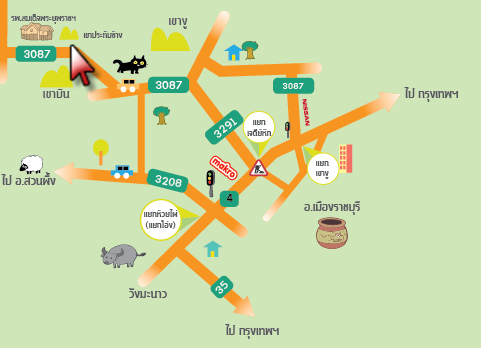 รพ.สมเด็จพระยุพราชฯ
เขาประทับช้าง
เขางู
3087
เขาบิน
3087
3087
ไป กรุงเทพฯ
3291
แยก
เจดีย์หัก
NISSAN
makro
แยก
เขางู
ไป อ.สวนผึ้ง
3208
4
อ.เมืองราชบุรี
แยกห้วยไผ่
(แยกโอ่ง)
วังมะนาว
35
ไป กรุงเทพฯ